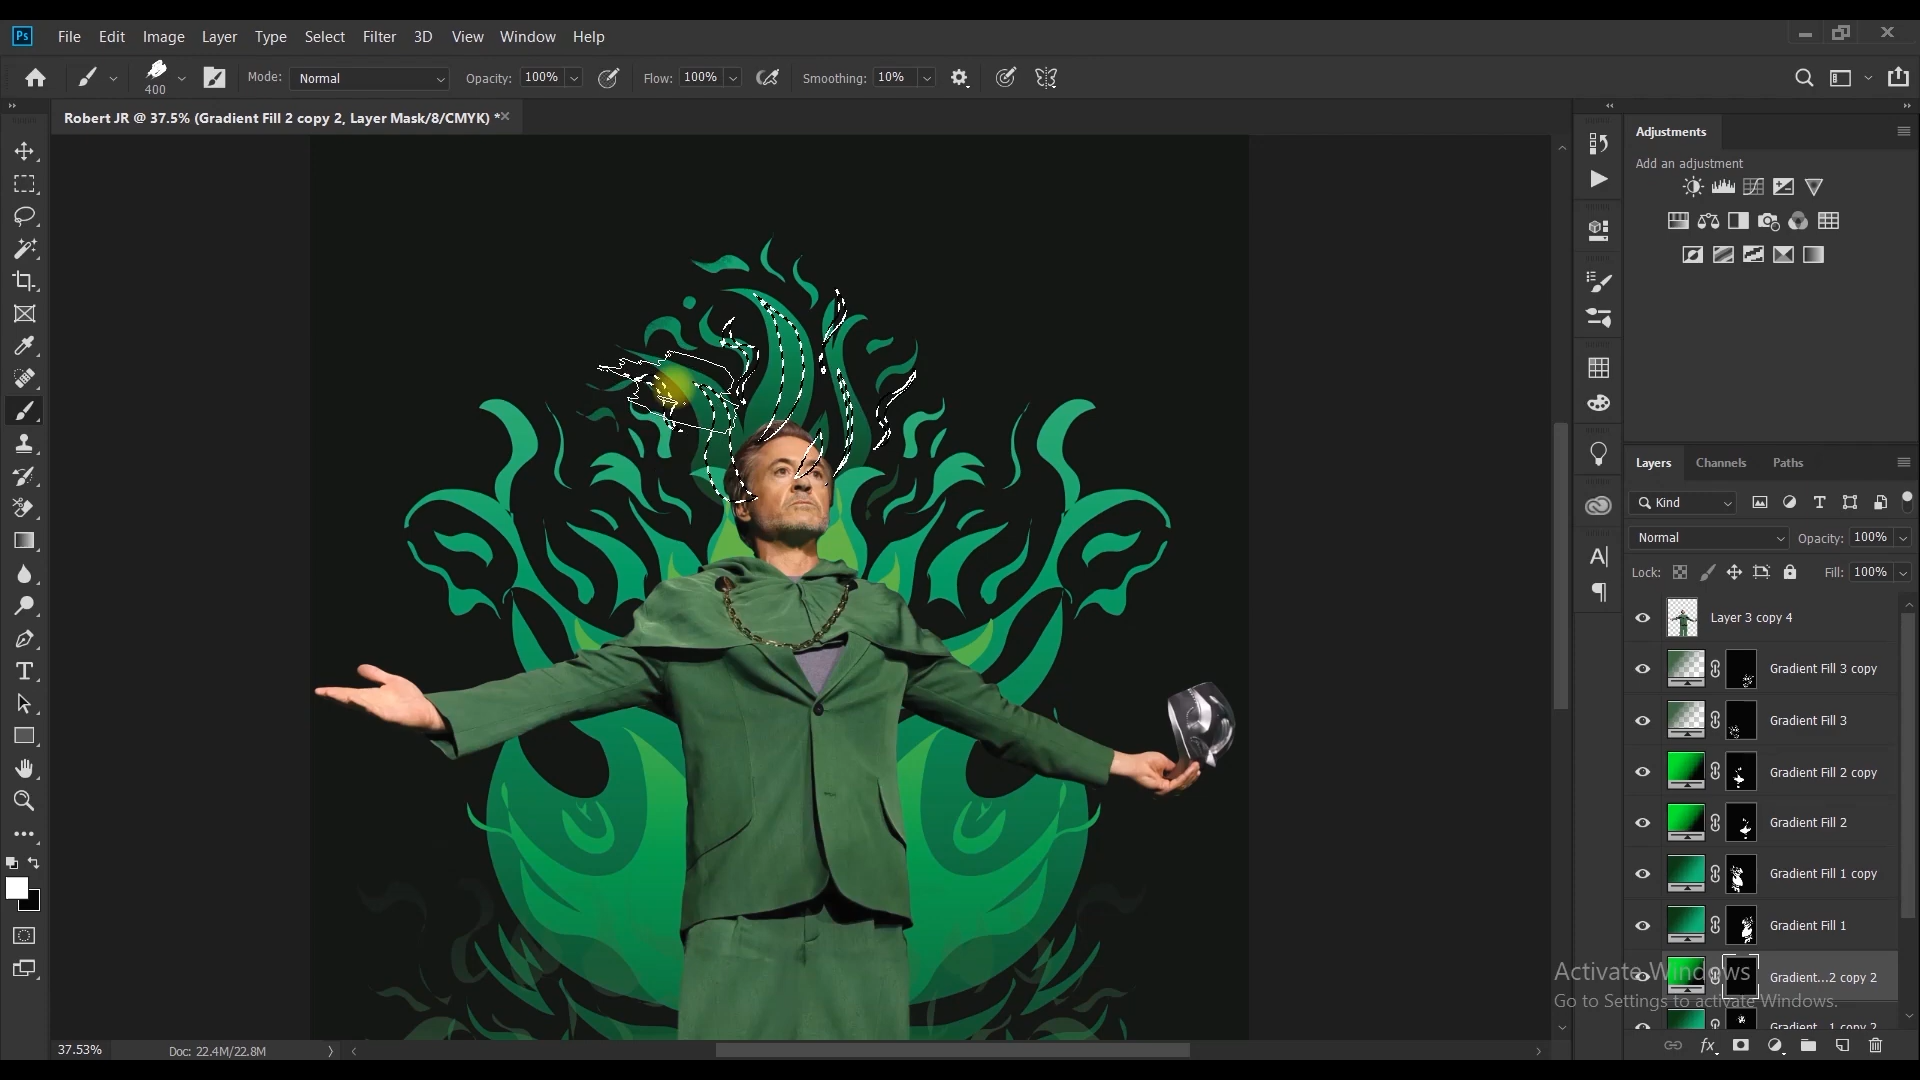 Ps File Edit Image Layer Type Select Filter 3D View Window Help
400 Mode: Normal Opacity: 100% Flow: 100% Smoothing: 10%
Robert JR @ 37.5% (Gradient Fill 2 copy 2, Layer Mask/8/CMYK) *
Adjustments
Add an adjustment
Layers Channels Paths
Kind
Normal Opacity: 100%
Lock: Fill: 100%
Layer 3 copy 4
Gradient Fill 3 copy
Gradient Fill 3
Gradient Fill 2 copy
Gradient Fill 2
Gradient Fill 1 copy
Gradient Fill 1
Gradient...2 copy 2
Gradient...1 copy 2
Activate Windows
Go to Settings to activate Windows.
37.53% Doc: 22.4M/22.8M